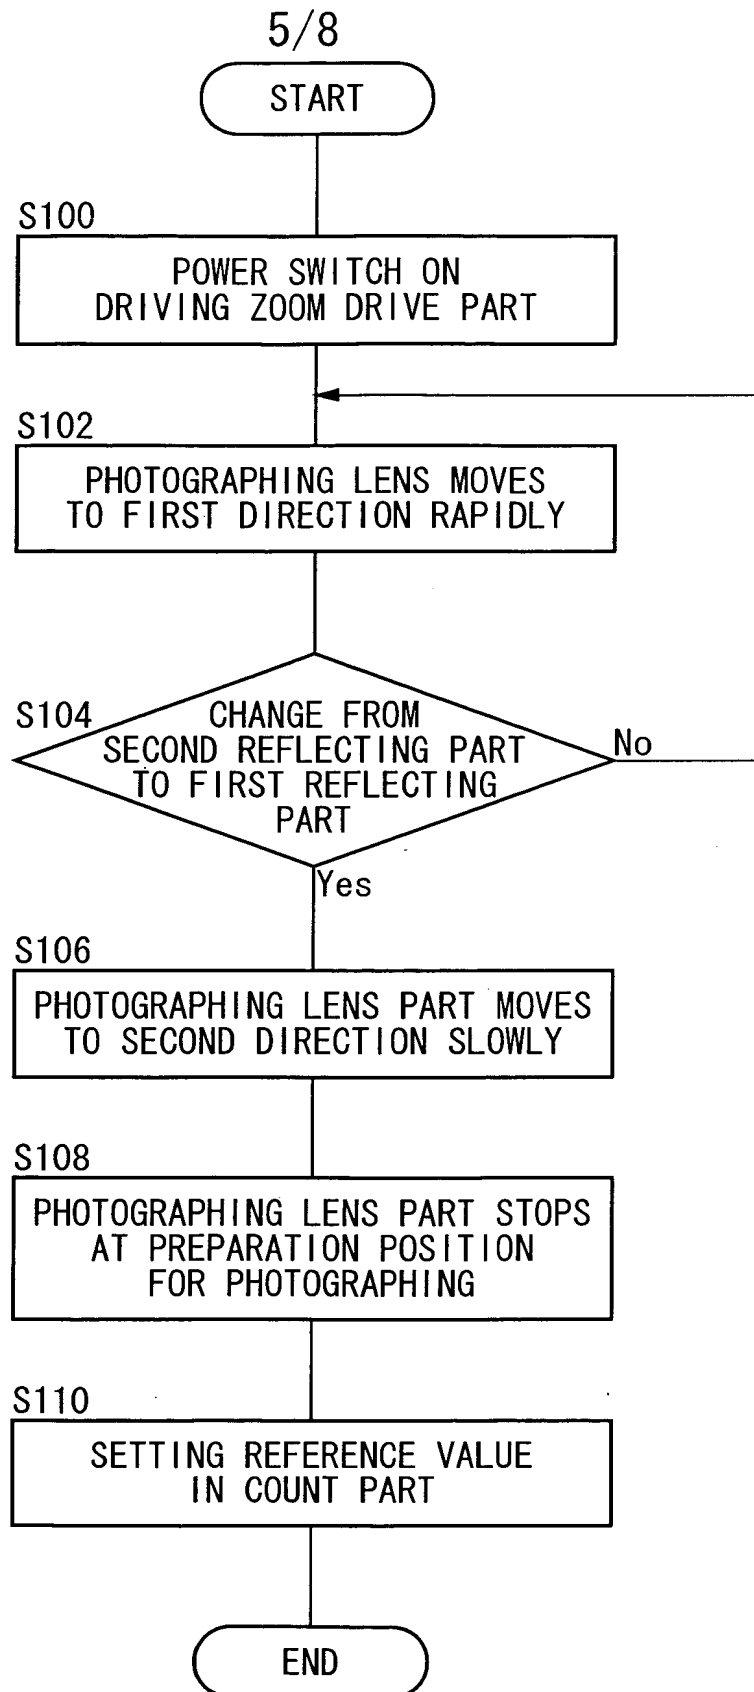 5/8
START
S100
POWER SWITCH ON
DRIVING ZOOM DRIVE PART
S102
PHOTOGRAPHING LENS MOVES
TO FIRST DIRECTION RAPIDLY
S104
CHANGE FROM
SECOND REFLECTING PART
TO FIRST REFLECTING
PART
No
Yes
S106
PHOTOGRAPHING LENS PART MOVES
TO SECOND DIRECTION SLOWLY
S108
PHOTOGRAPHING LENS PART STOPS
AT PREPARATION POSITION
FOR PHOTOGRAPHING
S110
SETTING REFERENCE VALUE
IN COUNT PART
END